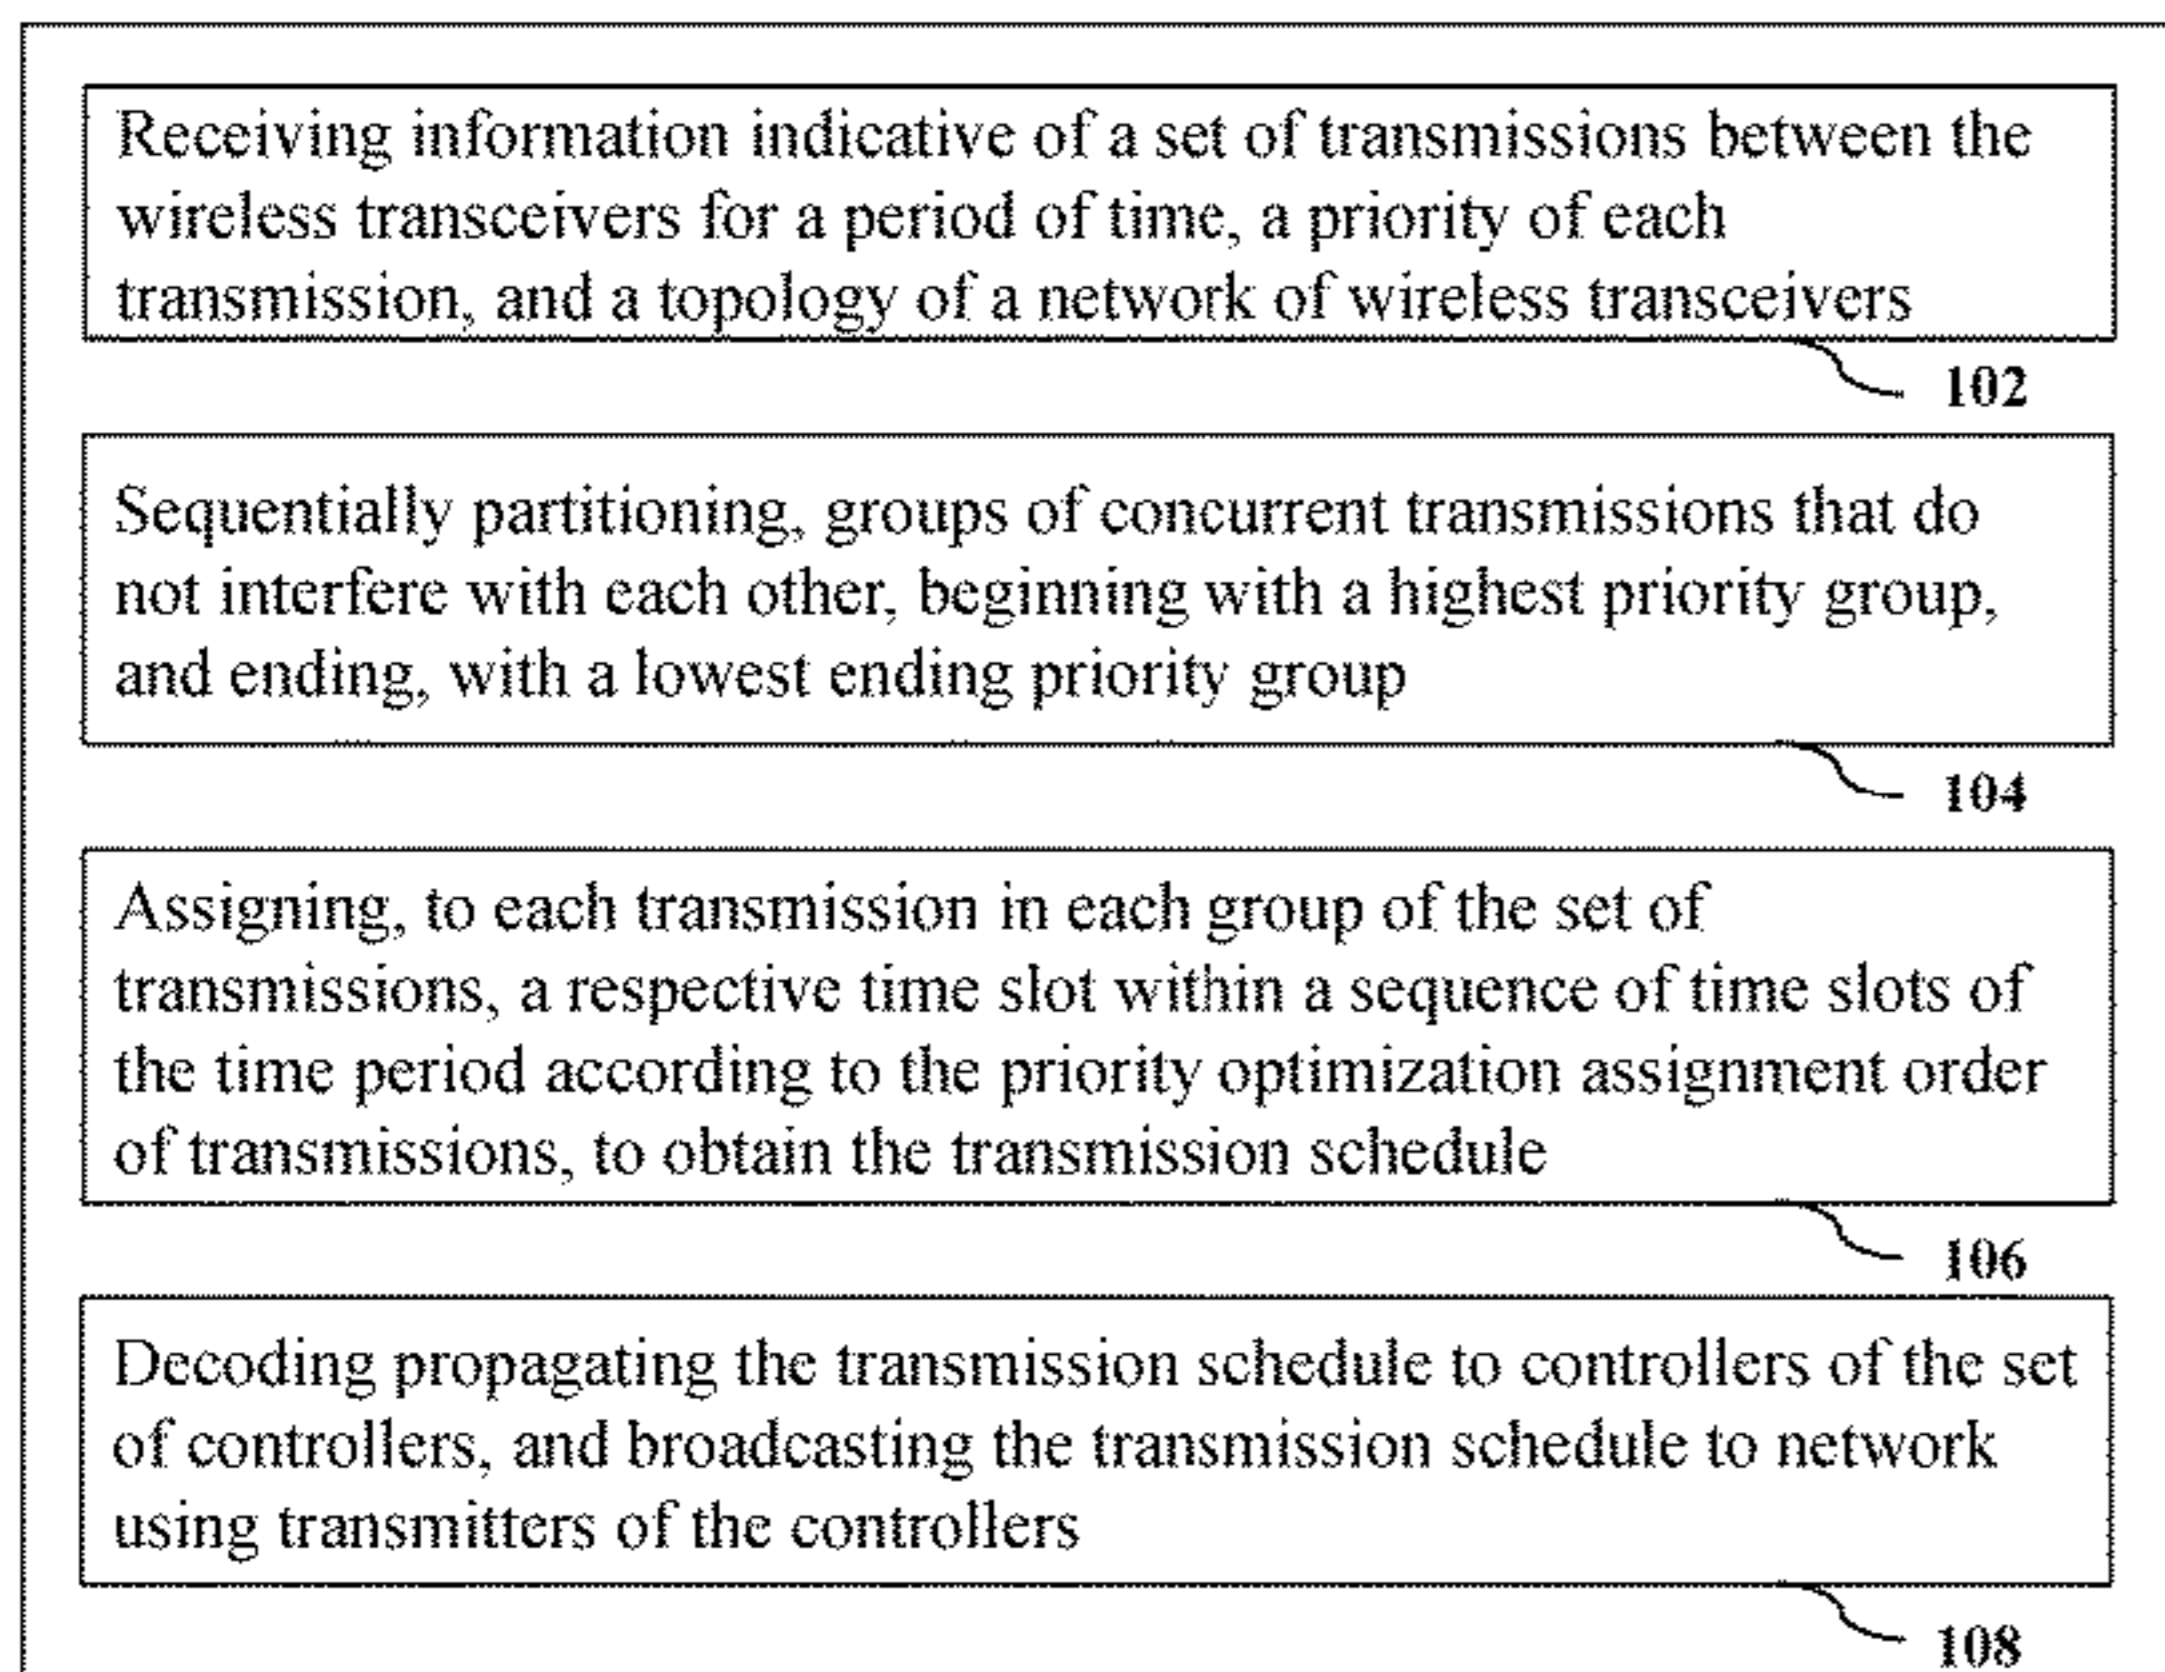 Receiving information indicative of a set of transmissions between the
wireless transceivers for a period of time, a priority of each
transmission, and a topology of a network of wireless transceivers
102
Sequentially partitioning, groups of concurrent transmissions that do
not interfere with each other, beginning with a highest priority group,
and ending, with a lowest ending priority group
104
Assigning, to each transmission in each group of the set of
transmissions, a respective time slot within a sequence of time slots of
the time period according to the priority optimization assignment order
of transmissions, to obtain the transmission schedule
106
Decoding propagating the transmission schedule to controllers of the set
of controllers, and broadcasting the transmission schedule to network
using transmitters of the controllers
108